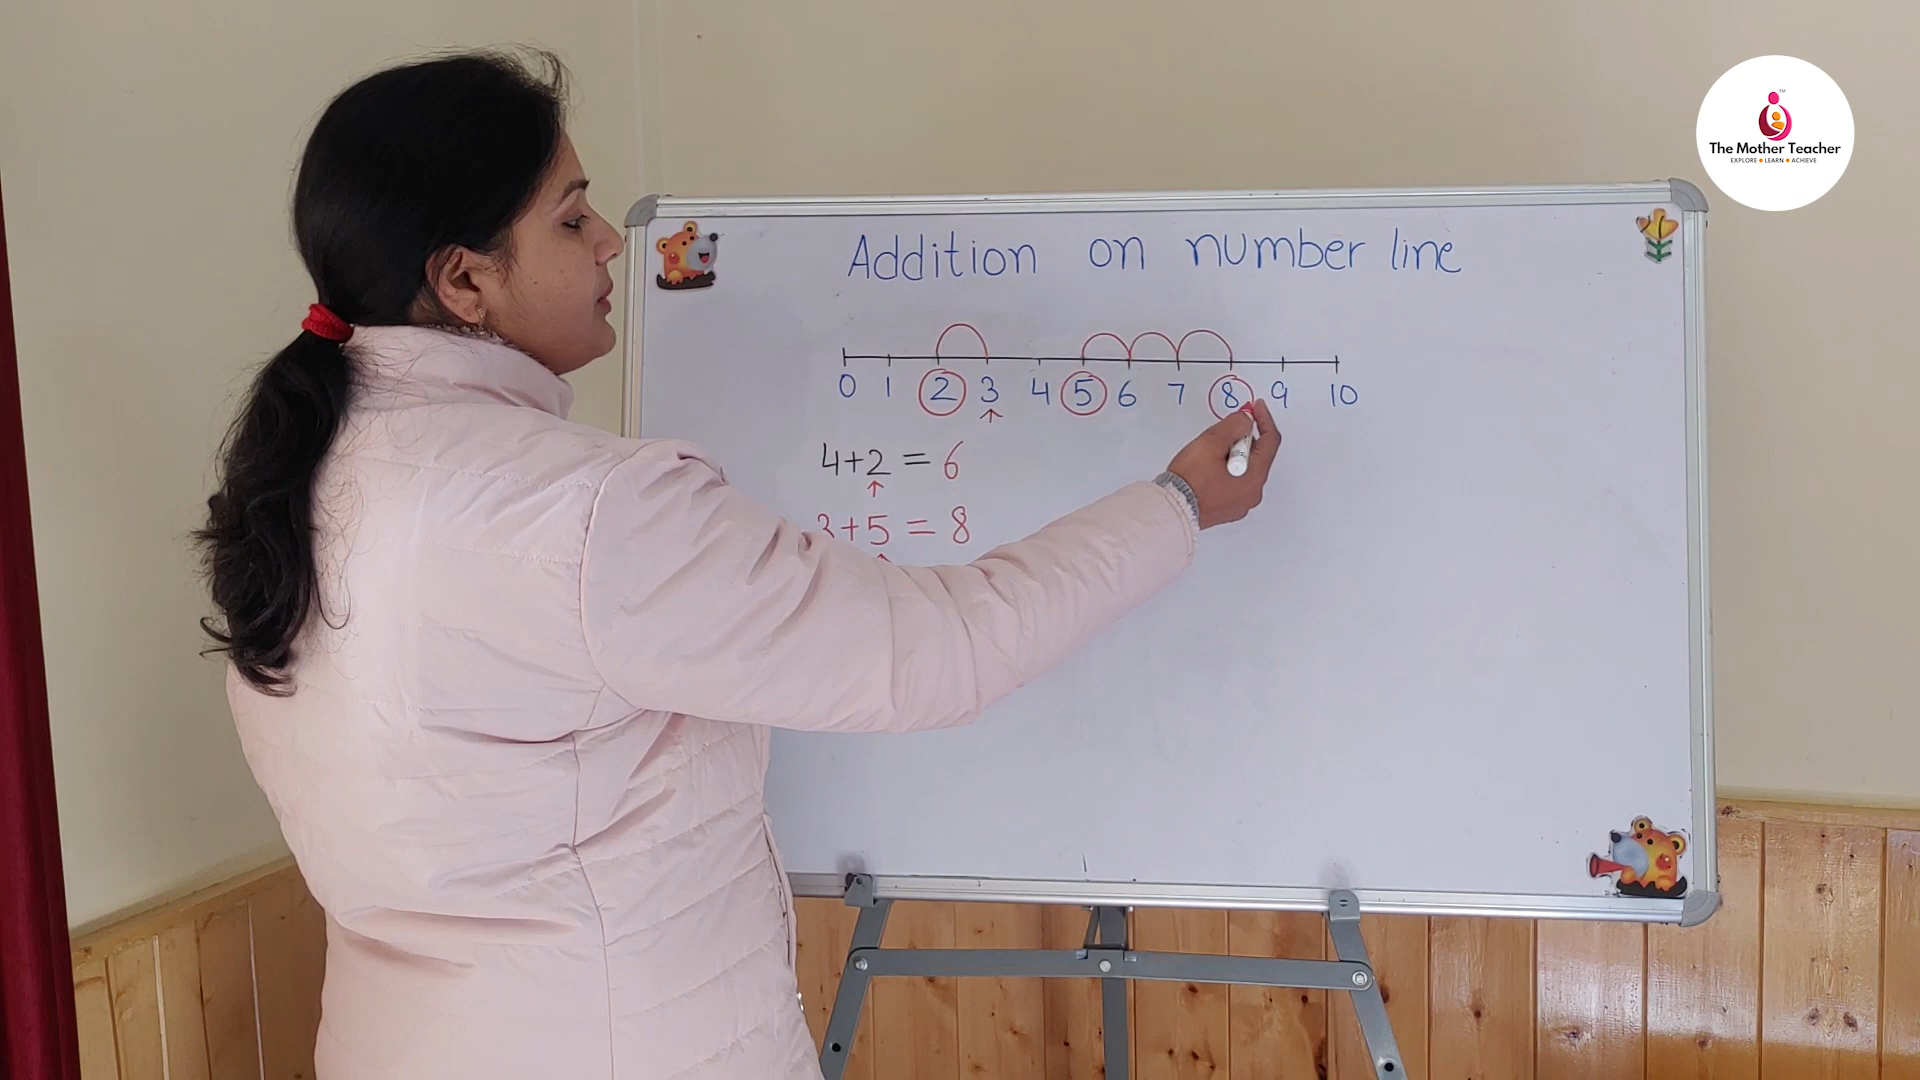 The Mother Teacher™
EXPLORE • LEARN • ACHIEVE
Addition on number line
0 1 2 3 4 5 6 7 8 9 10
↑
4+2 = 6
↑
3+5 = 8